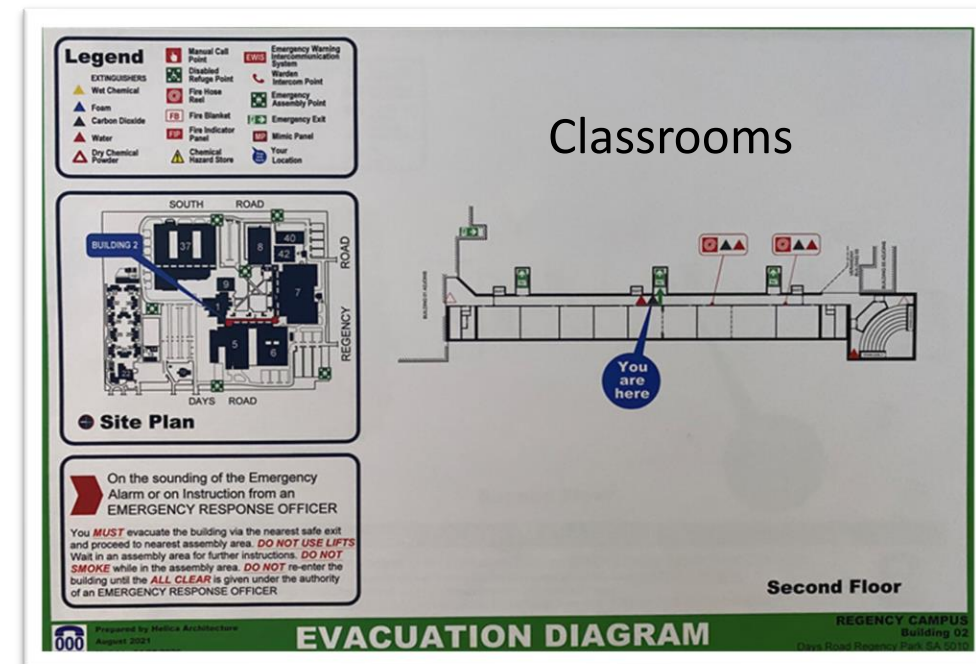 Legend
EXTINGUISHERS
Wet Chemical
Foam
Carbon Dioxide
Water
Dry Chemical
Powder
Manual Call
Point
Disabled
Refuge Point
Fire Hose
Reel
FB Fire Blanket
FIP Fire Indicator
Panel
Chemical
Hazard Store
EWIS Emergency Warning
Intercommunication
System
Warden
Intercom Point
Emergency
Assembly Point
Emergency Exit
MP Mimic Panel
Your
Location
Classrooms
SOUTH ROAD
BUILDING 2
37
8
40
42
9
1
7
5
6
ROAD
REGENCY
DAYS ROAD
Site Plan
You
are
here
On the sounding of the Emergency
Alarm or on Instruction from an
EMERGENCY RESPONSE OFFICER
You MUST evacuate the building via the nearest safe exit
and proceed to nearest assembly area. DO NOT USE LIFTS
Wait in an assembly area for further instructions. DO NOT
SMOKE while in the assembly area. DO NOT re-enter the
building until the ALL CLEAR is given under the authority
of an EMERGENCY RESPONSE OFFICER
Second Floor
000
Prepared by Helica Architecture
August 2021
EVACUATION DIAGRAM
REGENCY CAMPUS
Building 02
Days Road Regency Park SA 5010